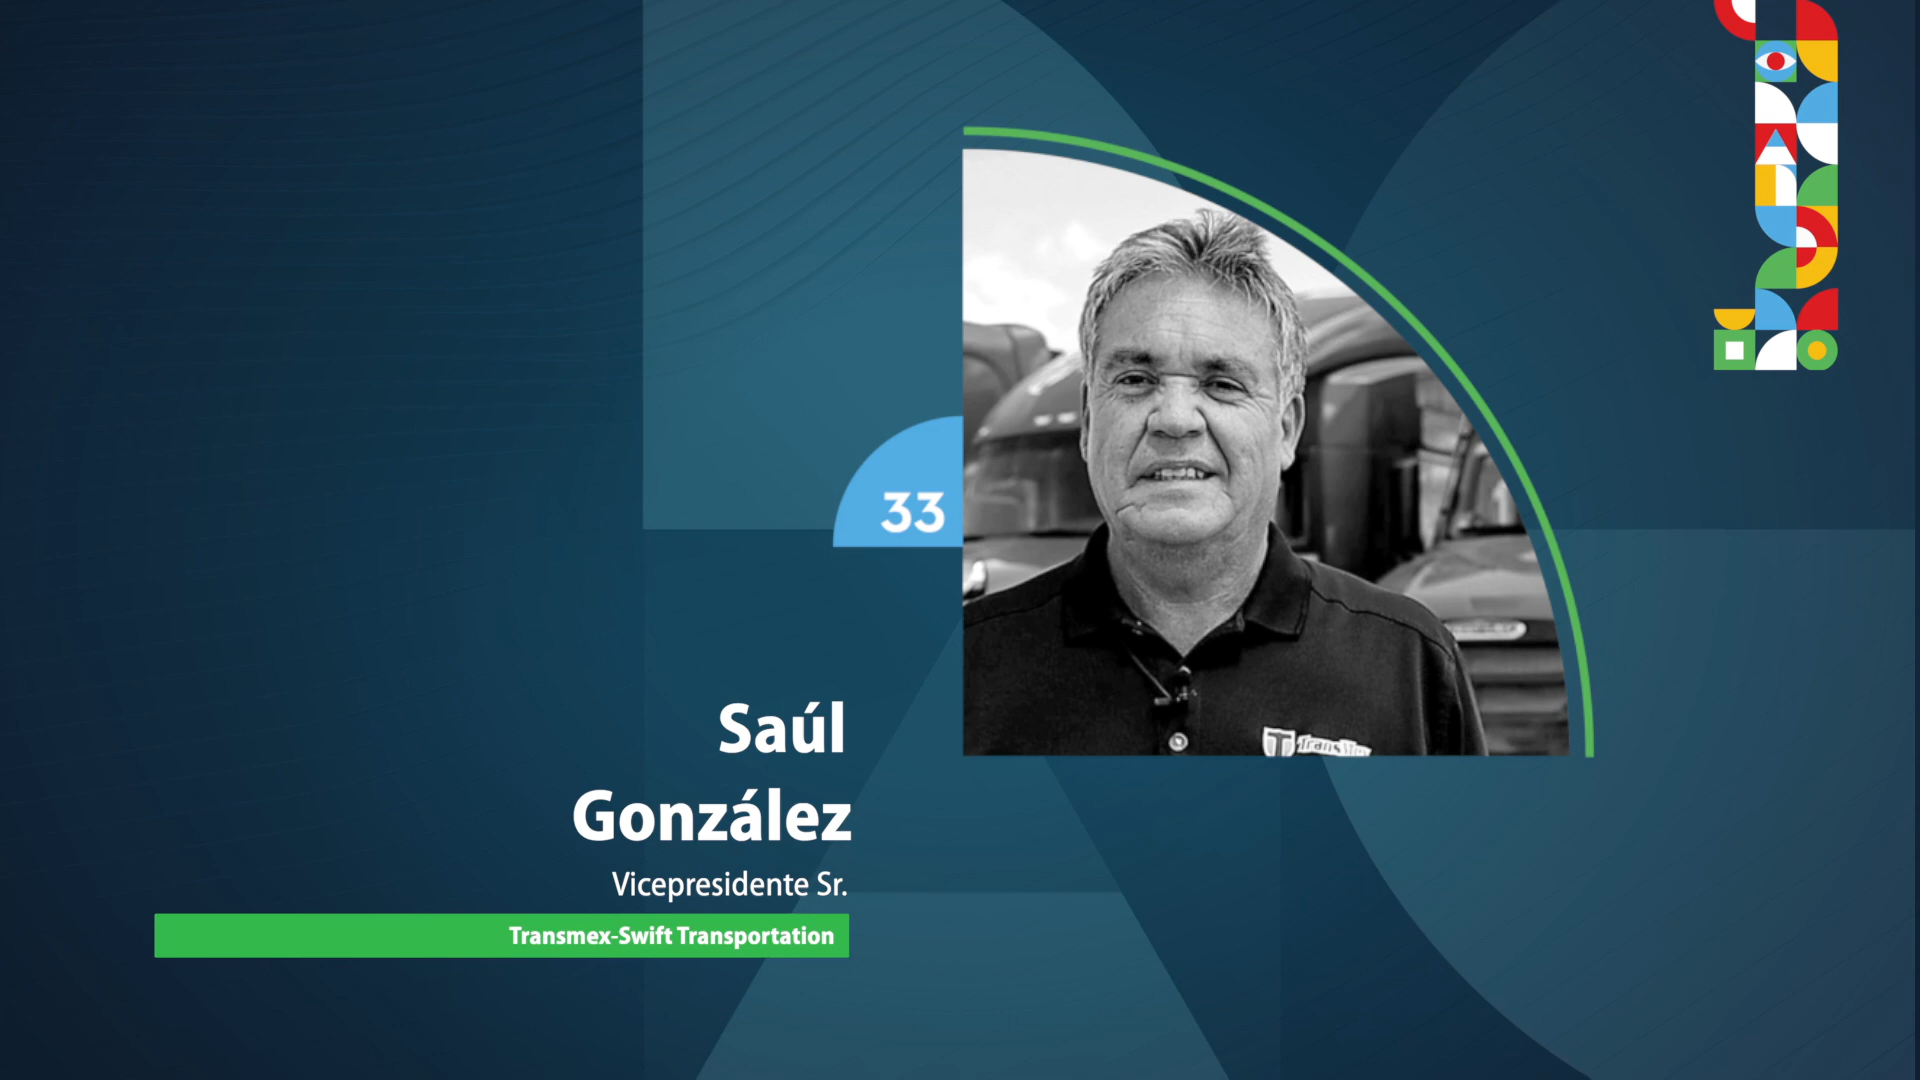 33
Saúl
González
Vicepresidente Sr.
Transmex-Swift Transportation